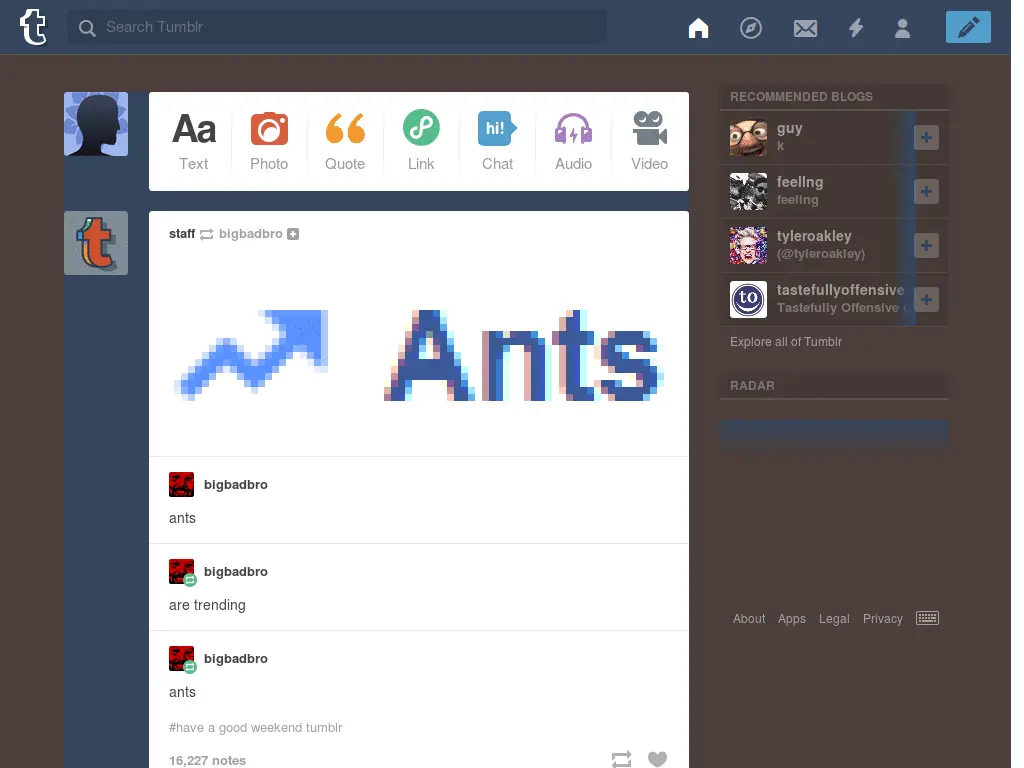 Search Tumblr
Aa
hi!
Text Photo Quote Link Chat Audio Video
staff bigbadbro
Ants
bigbadbro
ants
bigbadbro
are trending
bigbadbro
ants
#have a good weekend tumblr
16,227 notes
RECOMMENDED BLOGS
guy
k
feeling
feeling
tyleroakley
(@tyleroakley)
to
tastefullyoffensive
Tastefully Offensive
Explore all of Tumblr
RADAR
About Apps Legal Privacy